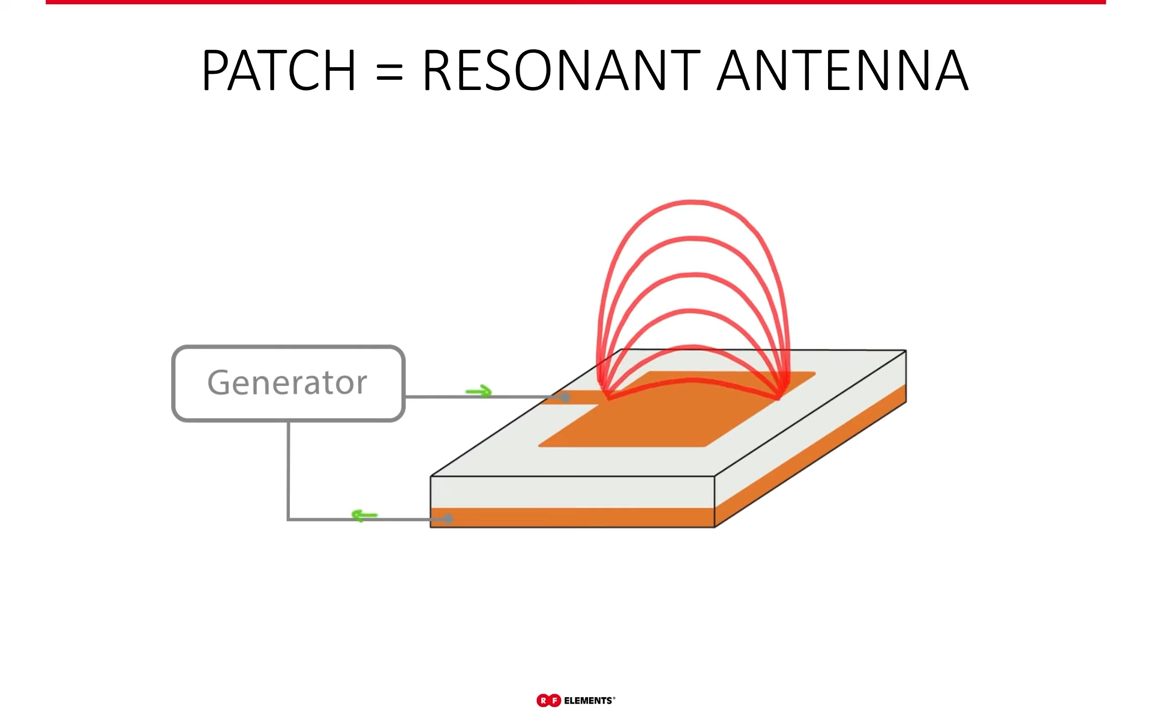 PATCH = RESONANT ANTENNA
Generator
RF ELEMENTS®